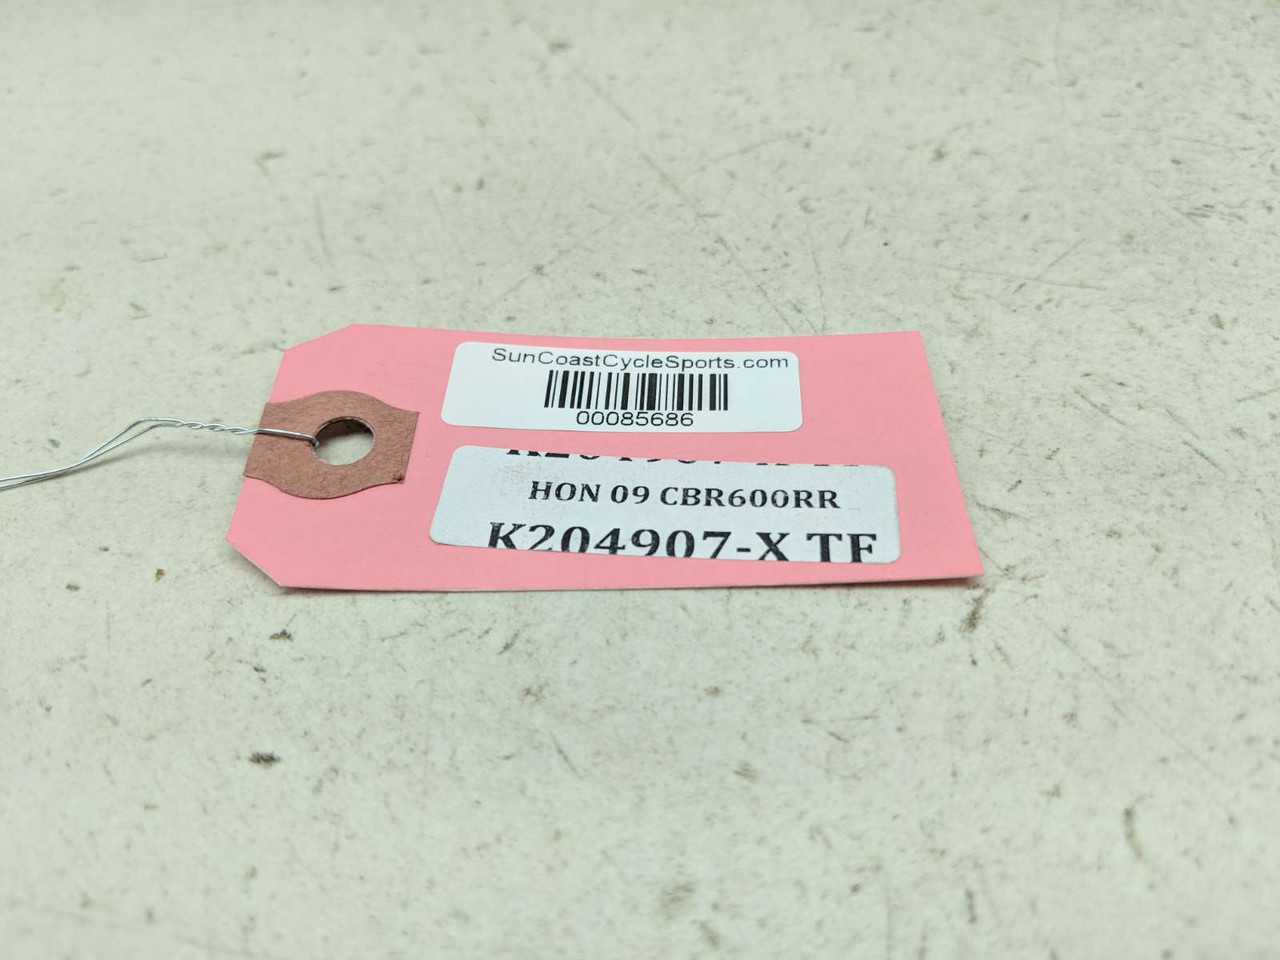 SunCoastCycleSports.com
00085686
HON 09 CBR600RR
K204907-X TF